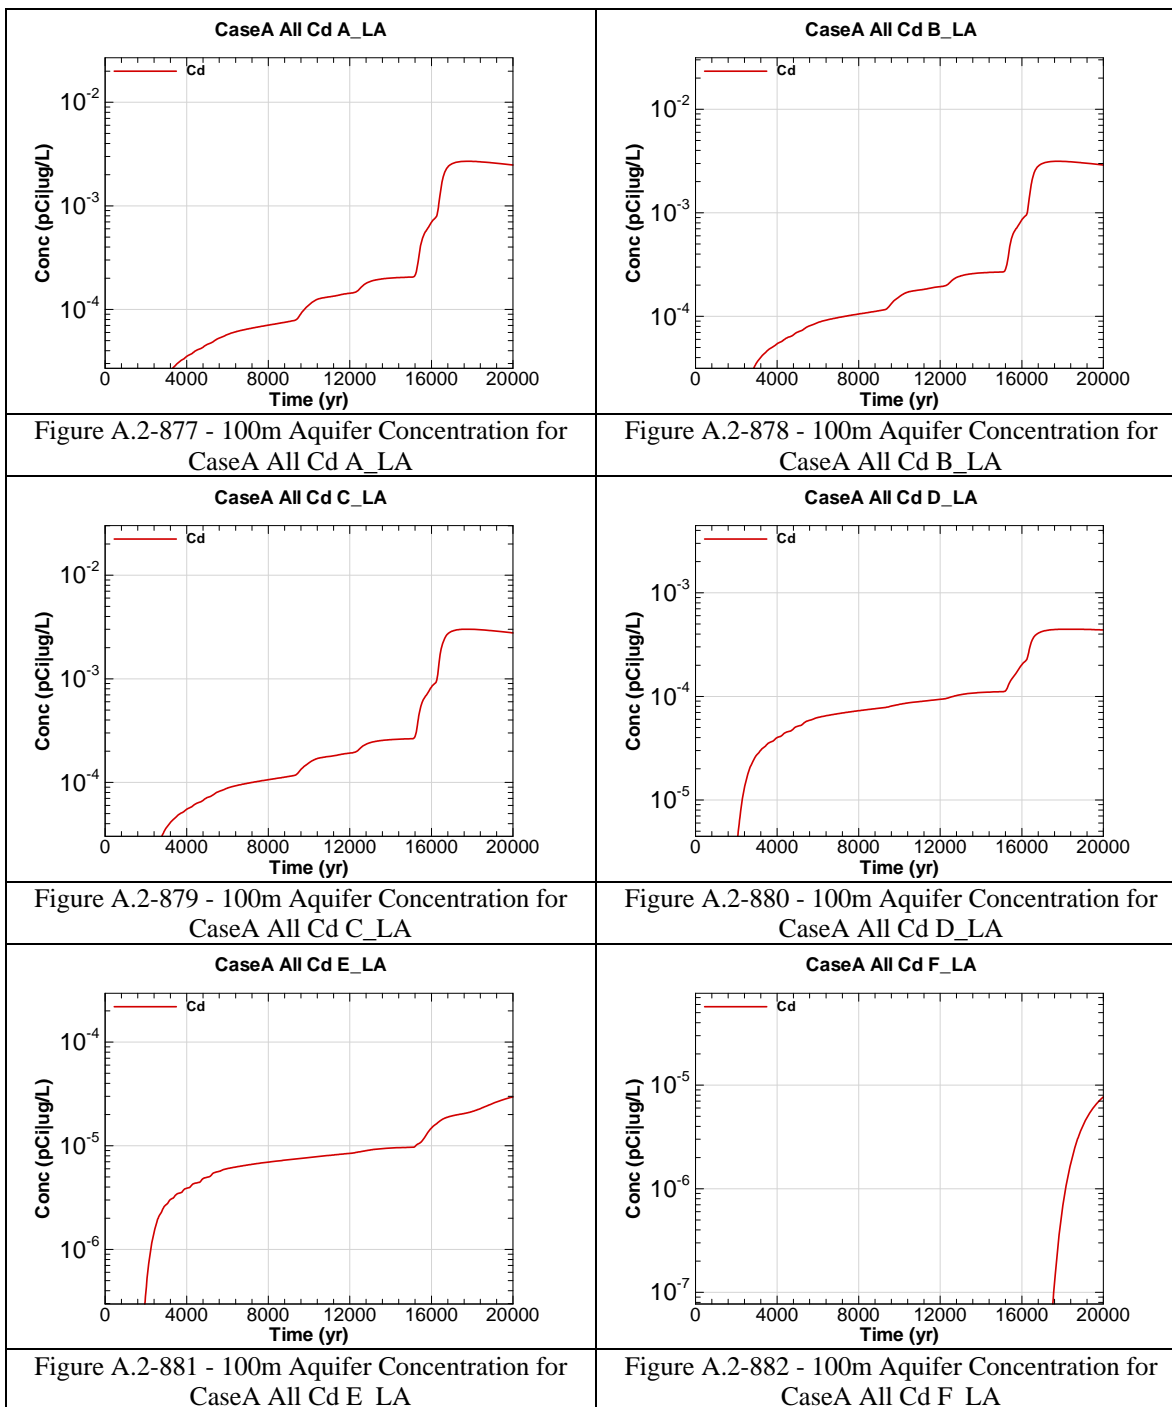 CaseA All Cd A_LA
Cd
Conc (pCi|ug/L)
10-2
10-3
10-4
0 4000 8000 12000 16000 20000
Time (yr)
Figure A.2-877 - 100m Aquifer Concentration for
CaseA All Cd A_LA
CaseA All Cd B_LA
Cd
Conc (pCi|ug/L)
10-2
10-3
10-4
0 4000 8000 12000 16000 20000
Time (yr)
Figure A.2-878 - 100m Aquifer Concentration for
CaseA All Cd B_LA
CaseA All Cd C_LA
Cd
Conc (pCi|ug/L)
10-2
10-3
10-4
0 4000 8000 12000 16000 20000
Time (yr)
Figure A.2-879 - 100m Aquifer Concentration for
CaseA All Cd C_LA
CaseA All Cd D_LA
Cd
Conc (pCi|ug/L)
10-3
10-4
10-5
0 4000 8000 12000 16000 20000
Time (yr)
Figure A.2-880 - 100m Aquifer Concentration for
CaseA All Cd D_LA
CaseA All Cd E_LA
Cd
Conc (pCi|ug/L)
10-4
10-5
10-6
0 4000 8000 12000 16000 20000
Time (yr)
Figure A.2-881 - 100m Aquifer Concentration for
CaseA All Cd E_LA
CaseA All Cd F_LA
Cd
Conc (pCi|ug/L)
10-5
10-6
10-7
0 4000 8000 12000 16000 20000
Time (yr)
Figure A.2-882 - 100m Aquifer Concentration for
CaseA All Cd F_LA